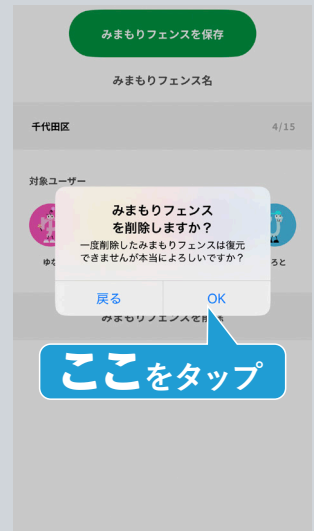 みまもりフェンスを保存
みまもりフェンス名
千代田区 4/15
対象ユーザー
みまもりフェンス
を削除しますか？
一度削除したみまもりフェンスは復元
できませんが本当によろしいですか？
ゆな ろと
戻る OK
みまもりフェンスを削除
ここをタップ